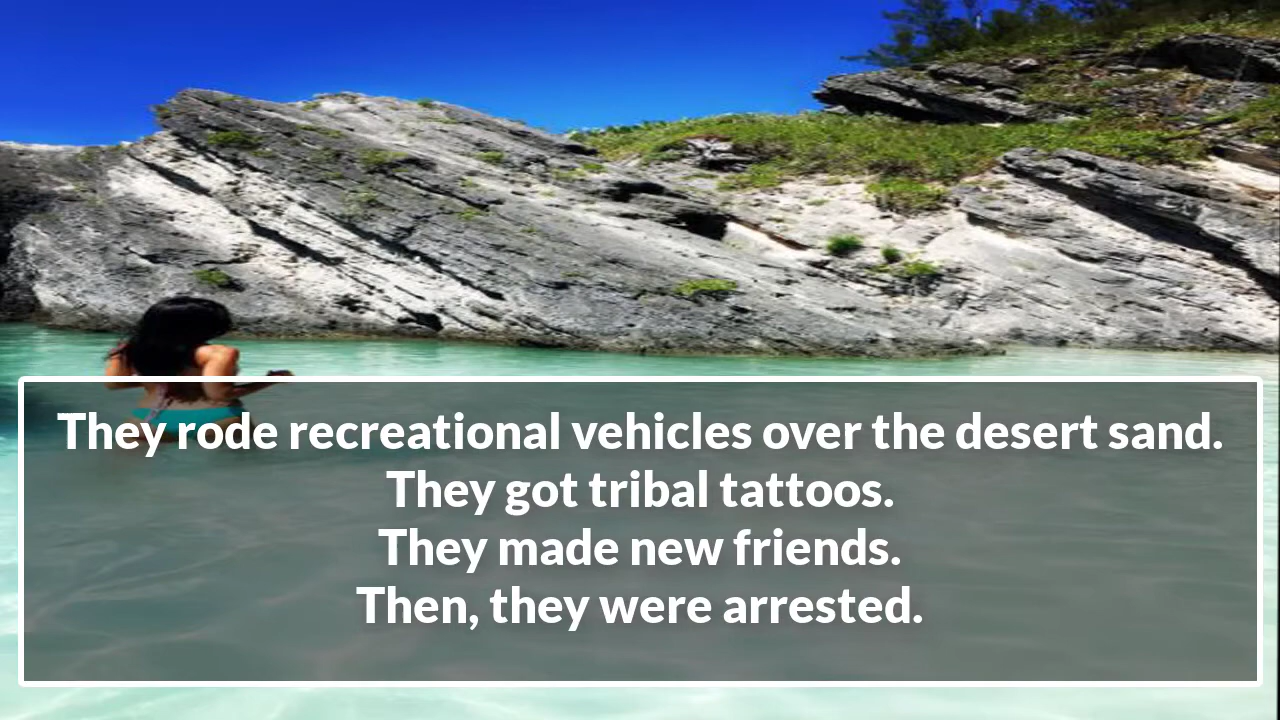 They rode recreational vehicles over the desert sand.
They got tribal tattoos.
They made new friends.
Then, they were arrested.